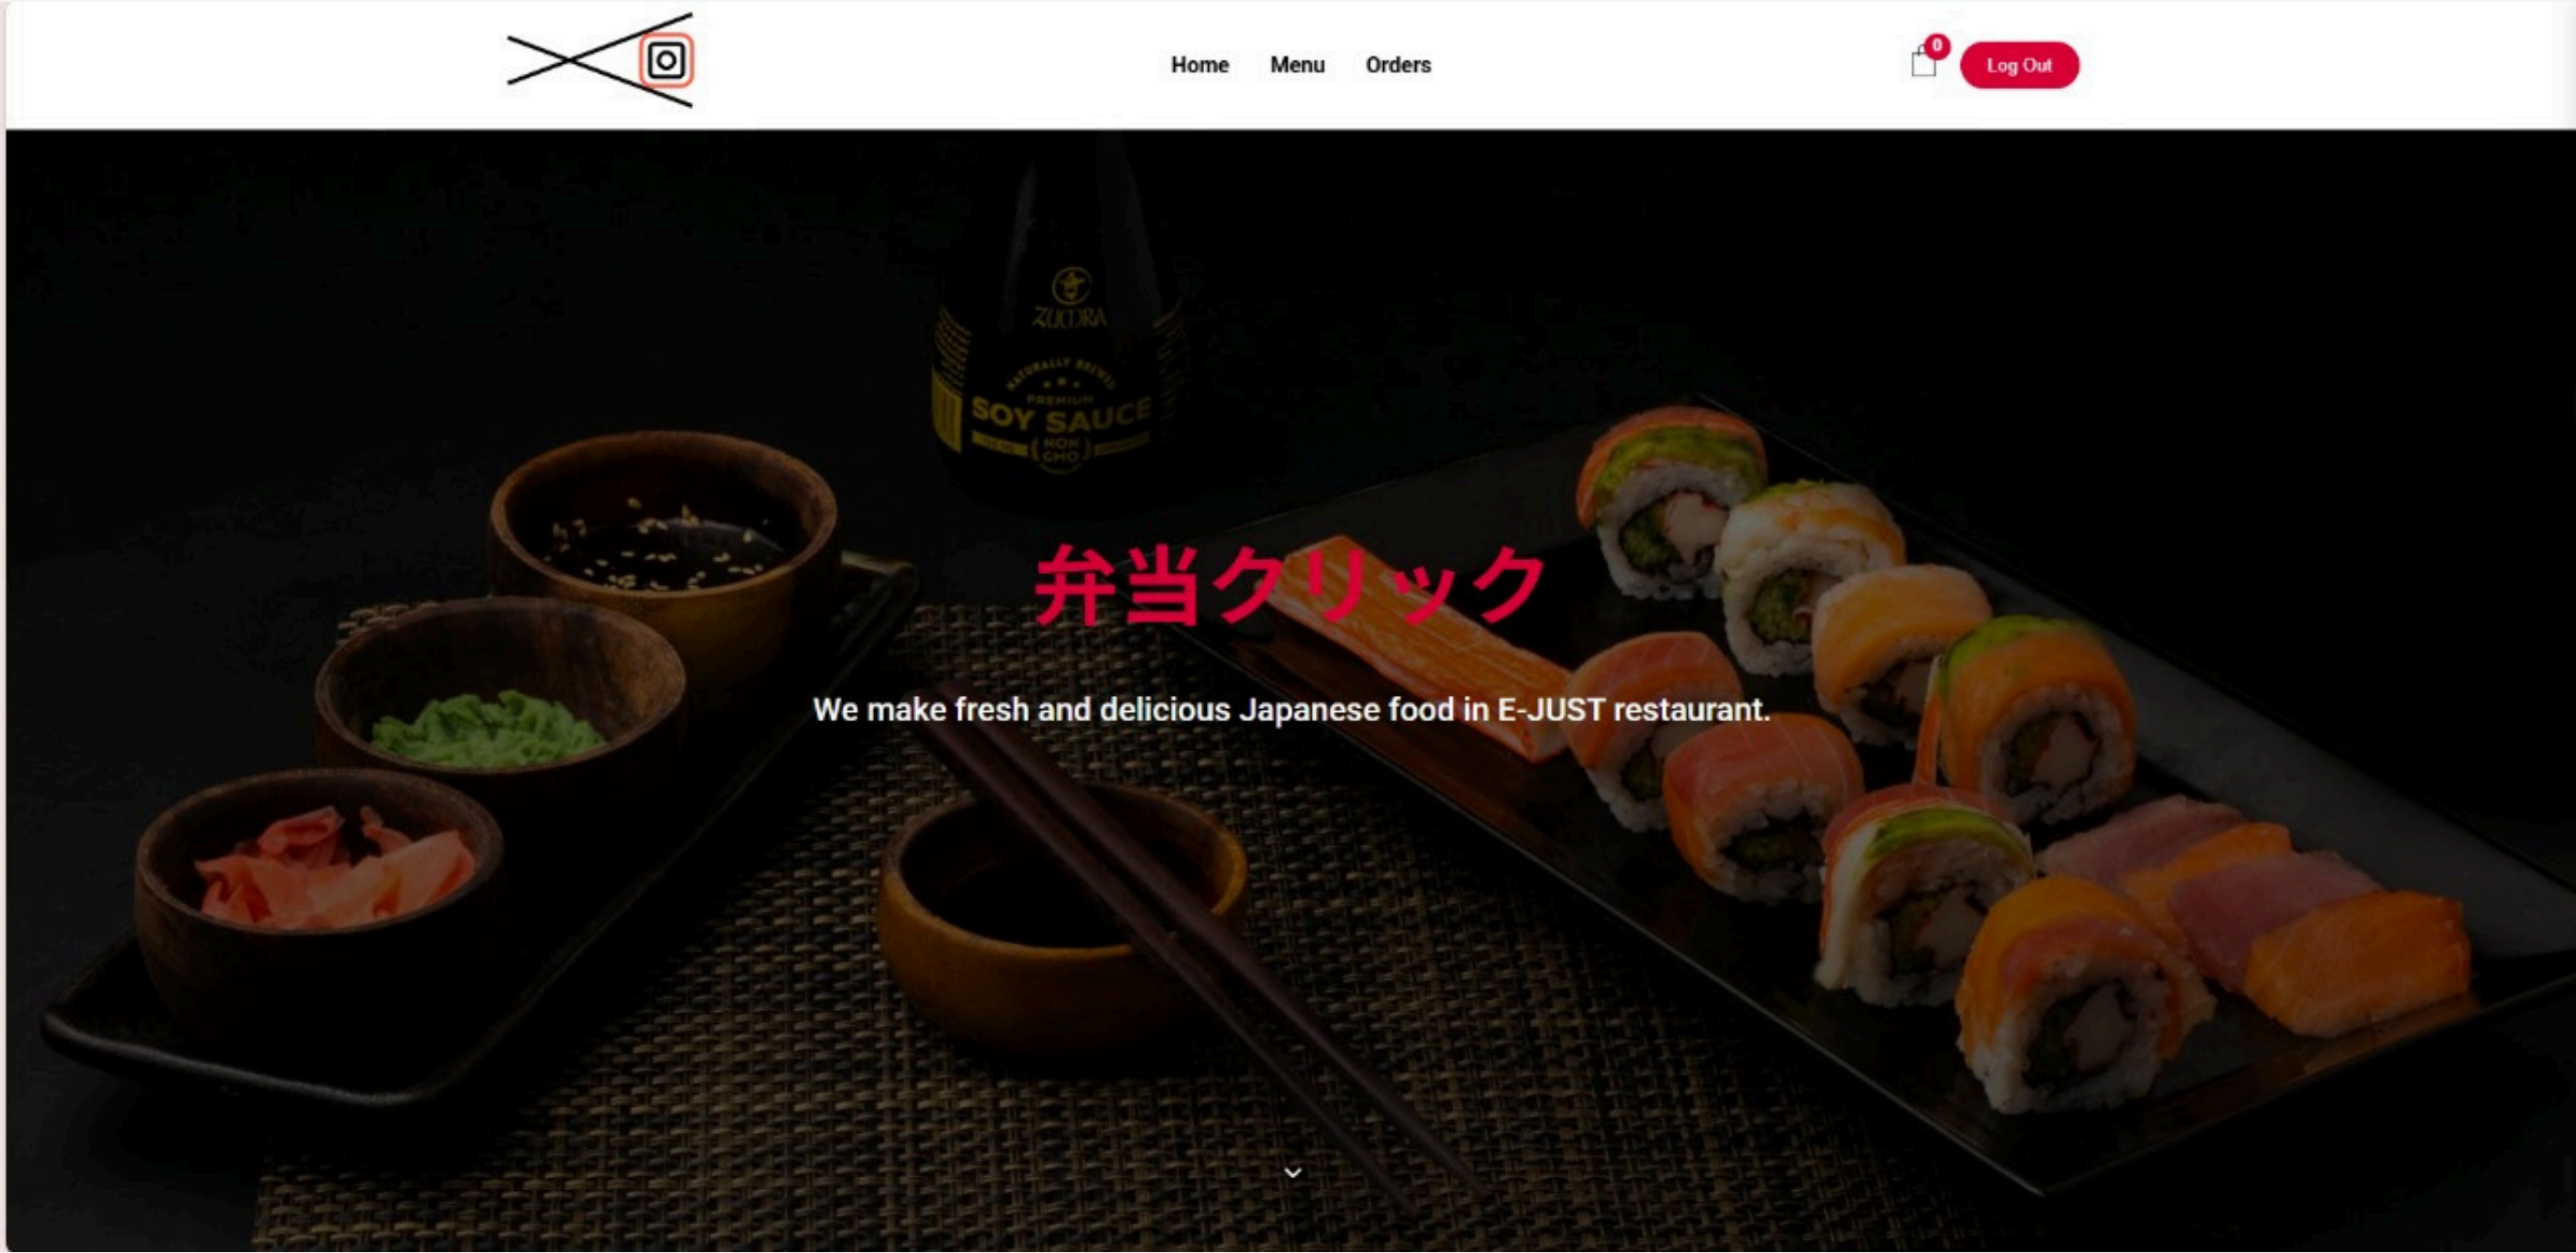 Home Menu Orders
0
Log Out
ZUMRA
NATURALLY BREWED
PREMIUM
SOY SAUCE
NON
GMO
弁当クリック
We make fresh and delicious Japanese food in E-JUST restaurant.